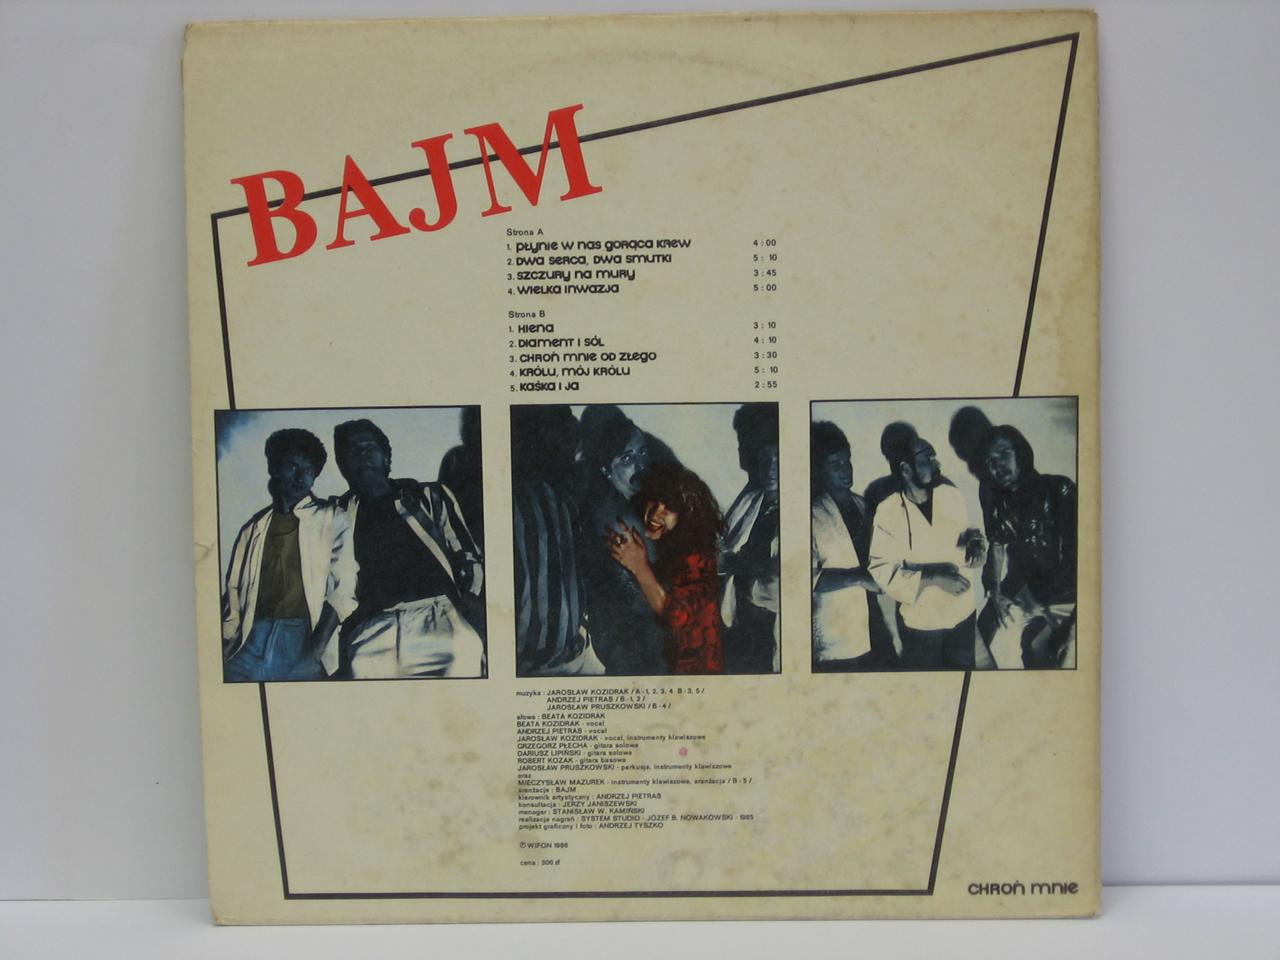 BAJM
Strona A
1. Płynie w nas gorąca krew 4:00
2. Dwa serca, dwa smutki 5:10
3. Szczury na mury 3:45
4. Wielka inwazja 5:00
Strona B
1. Hiena 3:10
2. Diament i sól 4:10
3. Chroń mnie od złego 3:30
4. Królu, mój królu 5:10
5. Kaśka i ja 2:55
muzyka : JAROSŁAW KOZIDRAK / A - 1, 2, 3, 4 B - 3, 5 /
ANDRZEJ PIETRAS / B - 1, 2 /
JAROSŁAW PRUSZKOWSKI / B - 4 /
słowa : BEATA KOZIDRAK
BEATA KOZIDRAK - vocal
ANDRZEJ PIETRAS - vocal
JAROSŁAW KOZIDRAK - vocal, instrumenty klawiszowe
GRZEGORZ PŁECHA - gitara solowa
DARIUSZ LIPIŃSKI - gitara solowa
ROBERT KOZAK - gitara basowa
JAROSŁAW PRUSZKOWSKI - perkusja, instrumenty klawiszowe
oraz
MIECZYSŁAW MAZUREK - instrumenty klawiszowe, aranżacja / B - 5 /
aranżacje : BAJM
kierownik artystyczny : ANDRZEJ PIETRAS
konsultacja : JERZY JANISZEWSKI
menager : STANISŁAW W. KAMIŃSKI
realizacja nagrań : SYSTEM STUDIO - JÓZEF B. NOWAKOWSKI - 1985
projekt graficzny i foto : ANDRZEJ TYSZKO
℗ WIFON 1986
cena : 300 zł
CHROŃ MNIE